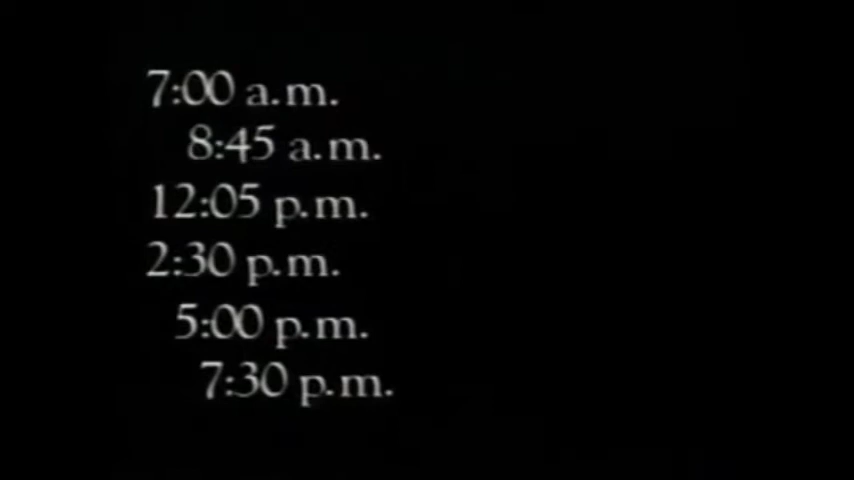 7:00 a.m.
8:45 a.m.
12:05 p.m.
2:30 p.m.
5:00 p.m.
7:30 p.m.